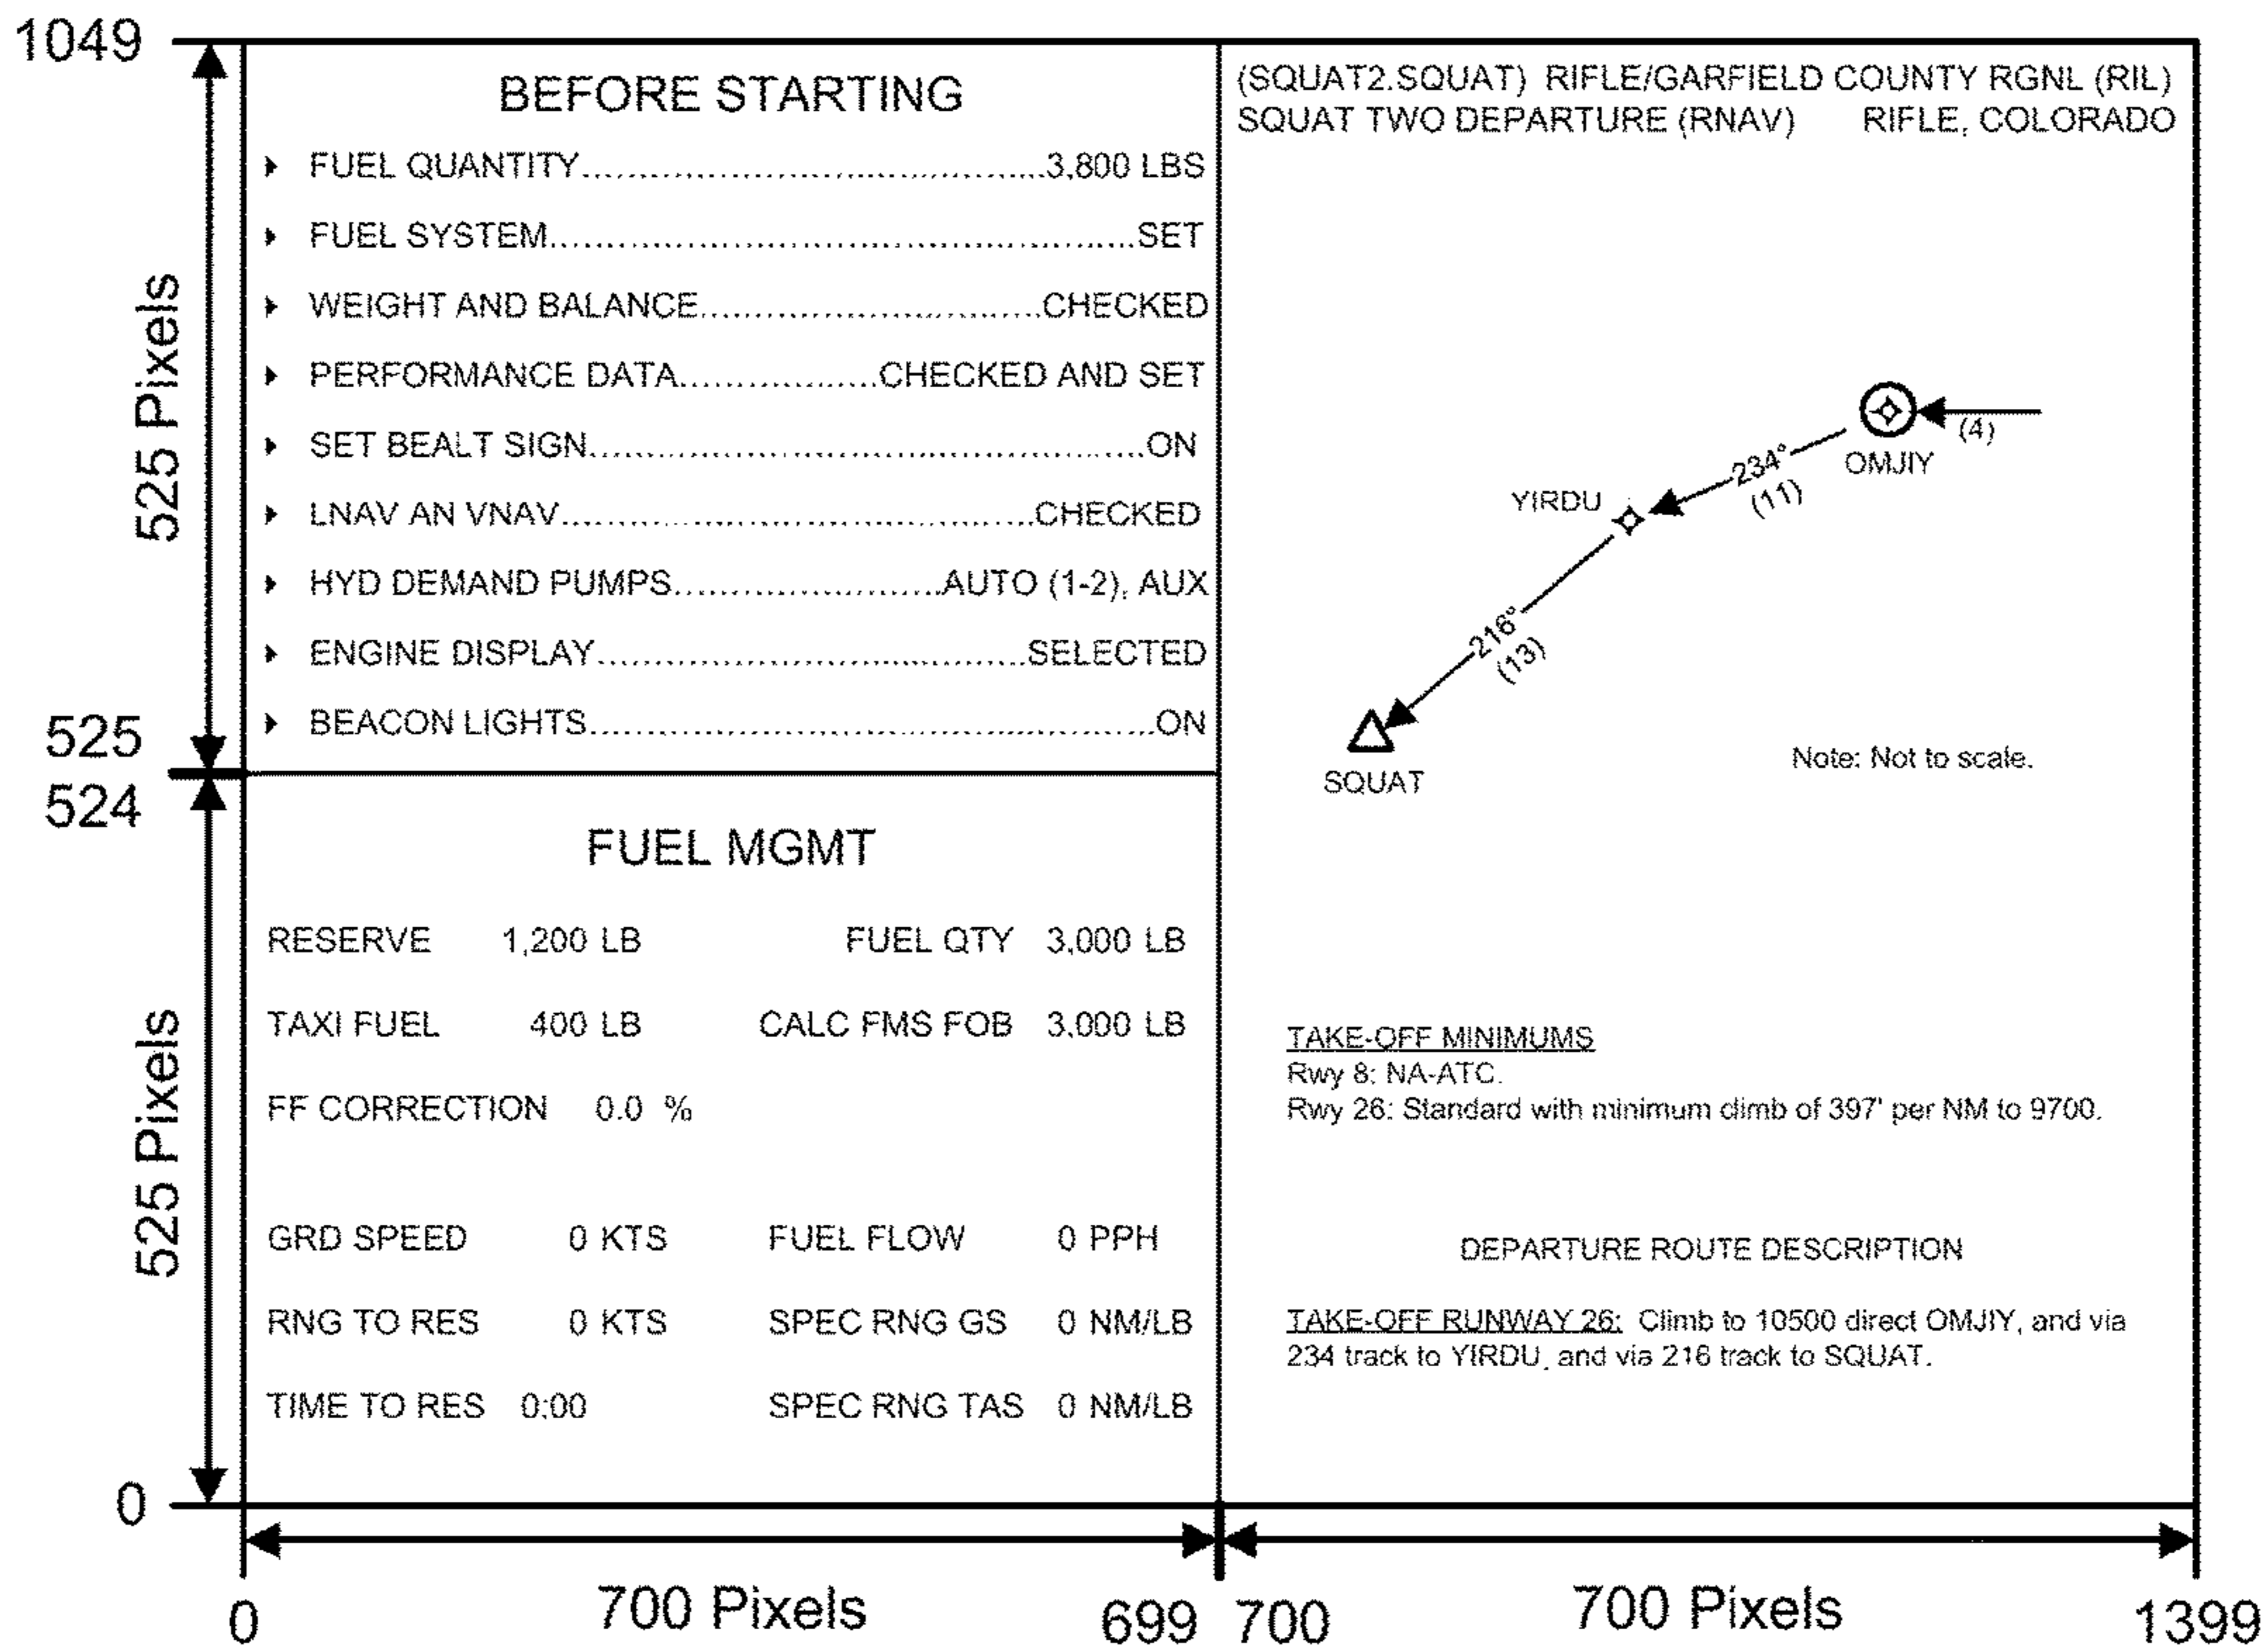 1049
525 Pixels
525
524
525 Pixels
0
BEFORE STARTING
FUEL QUANTITY.......................................3,800 LBS
FUEL SYSTEM.................................................SET
WEIGHT AND BALANCE.............................CHECKED
PERFORMANCE DATA.................CHECKED AND SET
SET BEALT SIGN...............................................ON
LNAV AN VNAV........................................CHECKED
HYD DEMAND PUMPS.......................AUTO (1-2), AUX
ENGINE DISPLAY....................................SELECTED
BEACON LIGHTS................................................ON
FUEL MGMT
RESERVE 1,200 LB FUEL QTY 3,000 LB
TAXI FUEL 400 LB CALC FMS FOB 3,000 LB
FF CORRECTION 0.0 %
GRD SPEED 0 KTS FUEL FLOW 0 PPH
RNG TO RES 0 KTS SPEC RNG GS 0 NM/LB
TIME TO RES 0:00 SPEC RNG TAS 0 NM/LB
(SQUAT2.SQUAT) RIFLE/GARFIELD COUNTY RGNL (RIL)
SQUAT TWO DEPARTURE (RNAV) RIFLE, COLORADO
(4)
OMJIY
234°
(11)
YIRDU
216°
(13)
SQUAT
Note: Not to scale.
TAKE-OFF MINIMUMS
Rwy 8: NA-ATC.
Rwy 26: Standard with minimum climb of 397' per NM to 9700.
DEPARTURE ROUTE DESCRIPTION
TAKE-OFF RUNWAY 26: Climb to 10500 direct OMJIY, and via
234 track to YIRDU, and via 216 track to SQUAT.
0 700 Pixels 699 700 700 Pixels 1399